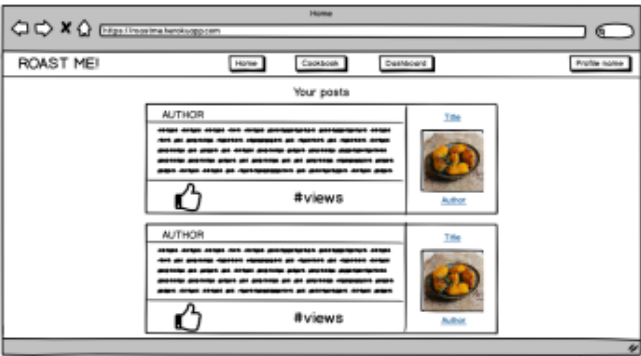 Home
https://roastme.herokuapp.com
ROAST ME!
Home
Cookbook
Dashboard
Profile name
Your posts
AUTHOR
Title
#views
Author
AUTHOR
Title
#views
Author